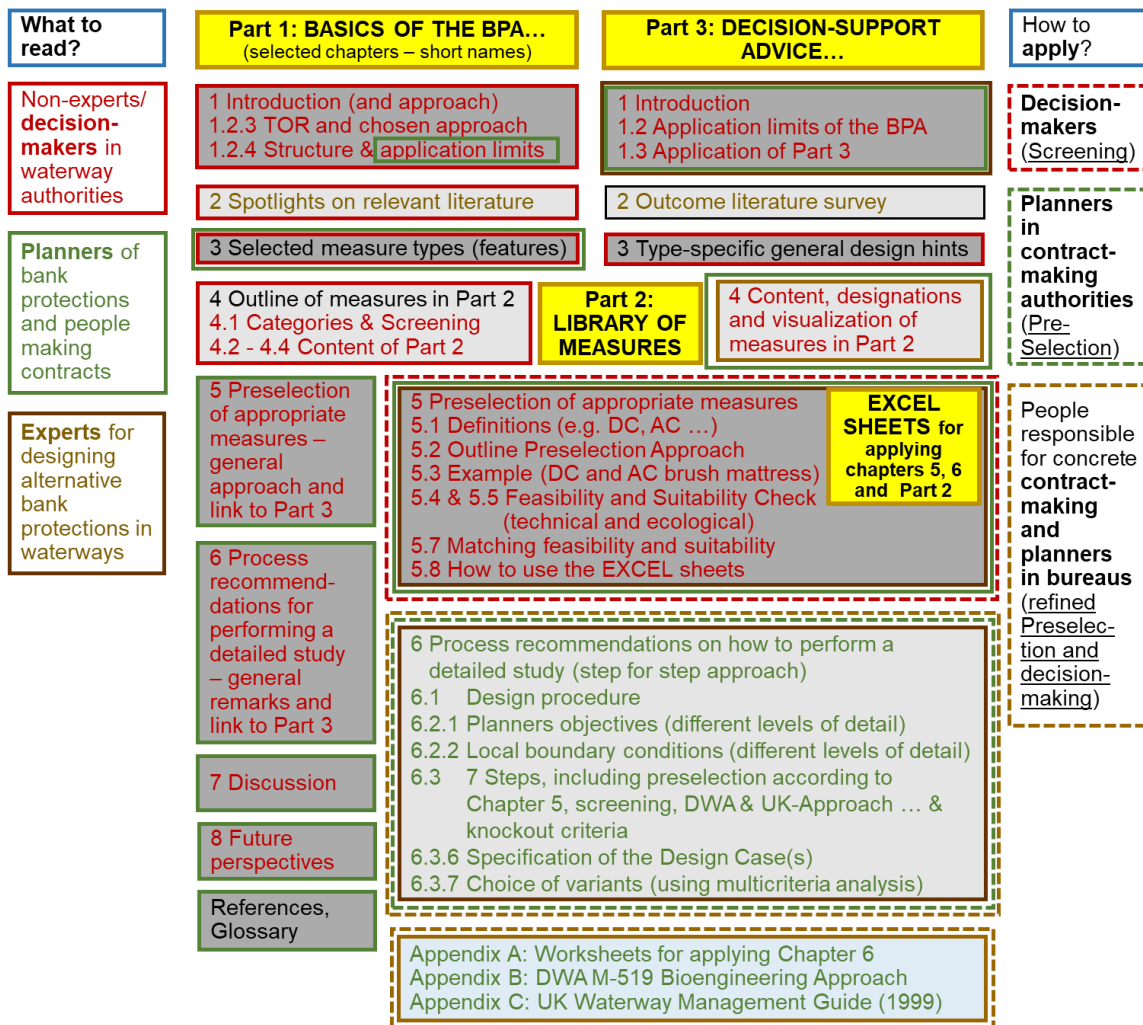 What to
read?
Non-experts/
decision-
makers in
waterway
authorities
Planners of
bank
protections
and people
making
contracts
Experts for
designing
alternative
bank
protections in
waterways
Part 1: BASICS OF THE BPA…
(selected chapters – short names)
1 Introduction (and approach)
1.2.3 TOR and chosen approach
1.2.4 Structure & application limits
2 Spotlights on relevant literature
3 Selected measure types (features)
4 Outline of measures in Part 2
4.1 Categories & Screening
4.2 - 4.4 Content of Part 2
5 Preselection
of appropriate
measures –
general
approach and
link to Part 3
6 Process
recommen-
dations for
performing a
detailed study
– general
remarks and
link to Part 3
7 Discussion
8 Future
perspectives
References,
Glossary
Part 2:
LIBRARY OF
MEASURES
Part 3: DECISION-SUPPORT
ADVICE…
1 Introduction
1.2 Application limits of the BPA
1.3 Application of Part 3
2 Outcome literature survey
3 Type-specific general design hints
4 Content, designations
and visualization of
measures in Part 2
5 Preselection of appropriate measures
5.1 Definitions (e.g. DC, AC …)
5.2 Outline Preselection Approach
5.3 Example (DC and AC brush mattress)
5.4 & 5.5 Feasibility and Suitability Check
(technical and ecological)
5.7 Matching feasibility and suitability
5.8 How to use the EXCEL sheets
EXCEL
SHEETS for
applying
chapters 5, 6
and Part 2
6 Process recommendations on how to perform a
detailed study (step for step approach)
6.1 Design procedure
6.2.1 Planners objectives (different levels of detail)
6.2.2 Local boundary conditions (different levels of detail)
6.3 7 Steps, including preselection according to
Chapter 5, screening, DWA & UK-Approach … &
knockout criteria
6.3.6 Specification of the Design Case(s)
6.3.7 Choice of variants (using multicriteria analysis)
Appendix A: Worksheets for applying Chapter 6
Appendix B: DWA M-519 Bioengineering Approach
Appendix C: UK Waterway Management Guide (1999)
How to
apply?
Decision-
makers
(Screening)
Planners
in
contract-
making
authorities
(Pre-
Selection)
People
responsible
for concrete
contract-
making
and
planners
in bureaus
(refined
Preselec-
tion and
decision-
making)